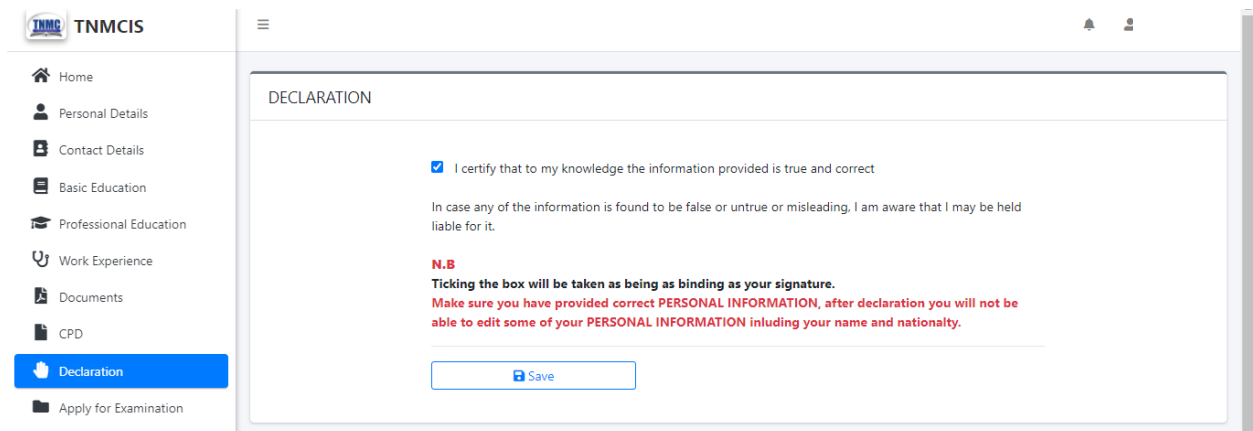 TNMC TNMCIS
Home
Personal Details
Contact Details
Basic Education
Professional Education
Work Experience
Documents
CPD
Declaration
Apply for Examination
DECLARATION
I certify that to my knowledge the information provided is true and correct
In case any of the information is found to be false or untrue or misleading, I am aware that I may be held
liable for it.
N.B
Ticking the box will be taken as being as binding as your signature.
Make sure you have provided correct PERSONAL INFORMATION, after declaration you will not be
able to edit some of your PERSONAL INFORMATION inluding your name and nationalty.
Save